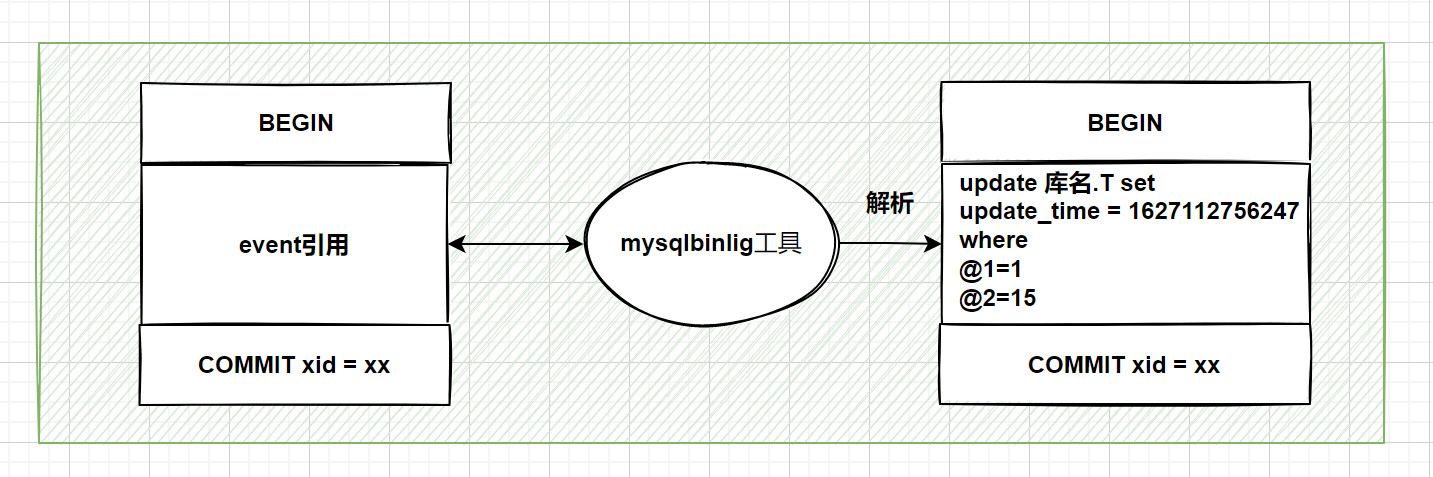 BEGIN
event引用
COMMIT xid = xx
mysqlbinlig工具
解析
BEGIN
update 库名.T set
update_time = 1627112756247
where
@1=1
@2=15
COMMIT xid = xx